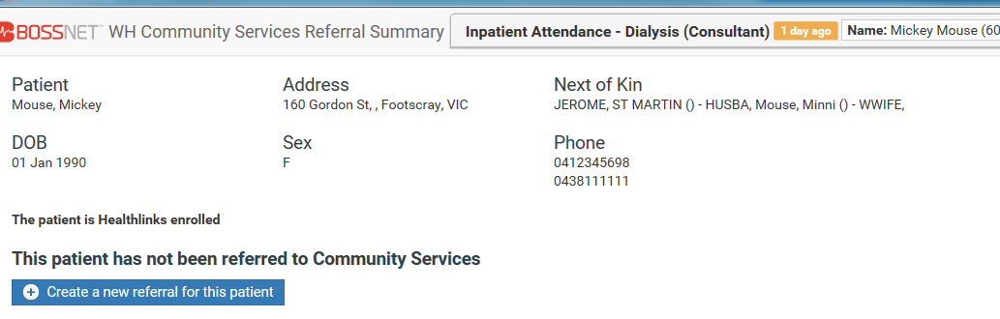 BOSSNET WH Community Services Referral Summary Inpatient Attendance - Dialysis (Consultant) 1 day ago Name: Mickey Mouse (60
Patient Address Next of Kin
Mouse, Mickey 160 Gordon St, , Footscray, VIC JEROME, ST MARTIN () - HUSBA, Mouse, Minni () - WWIFE,
DOB Sex Phone
01 Jan 1990 F 0412345698
0438111111
The patient is Healthlinks enrolled
This patient has not been referred to Community Services
Create a new referral for this patient